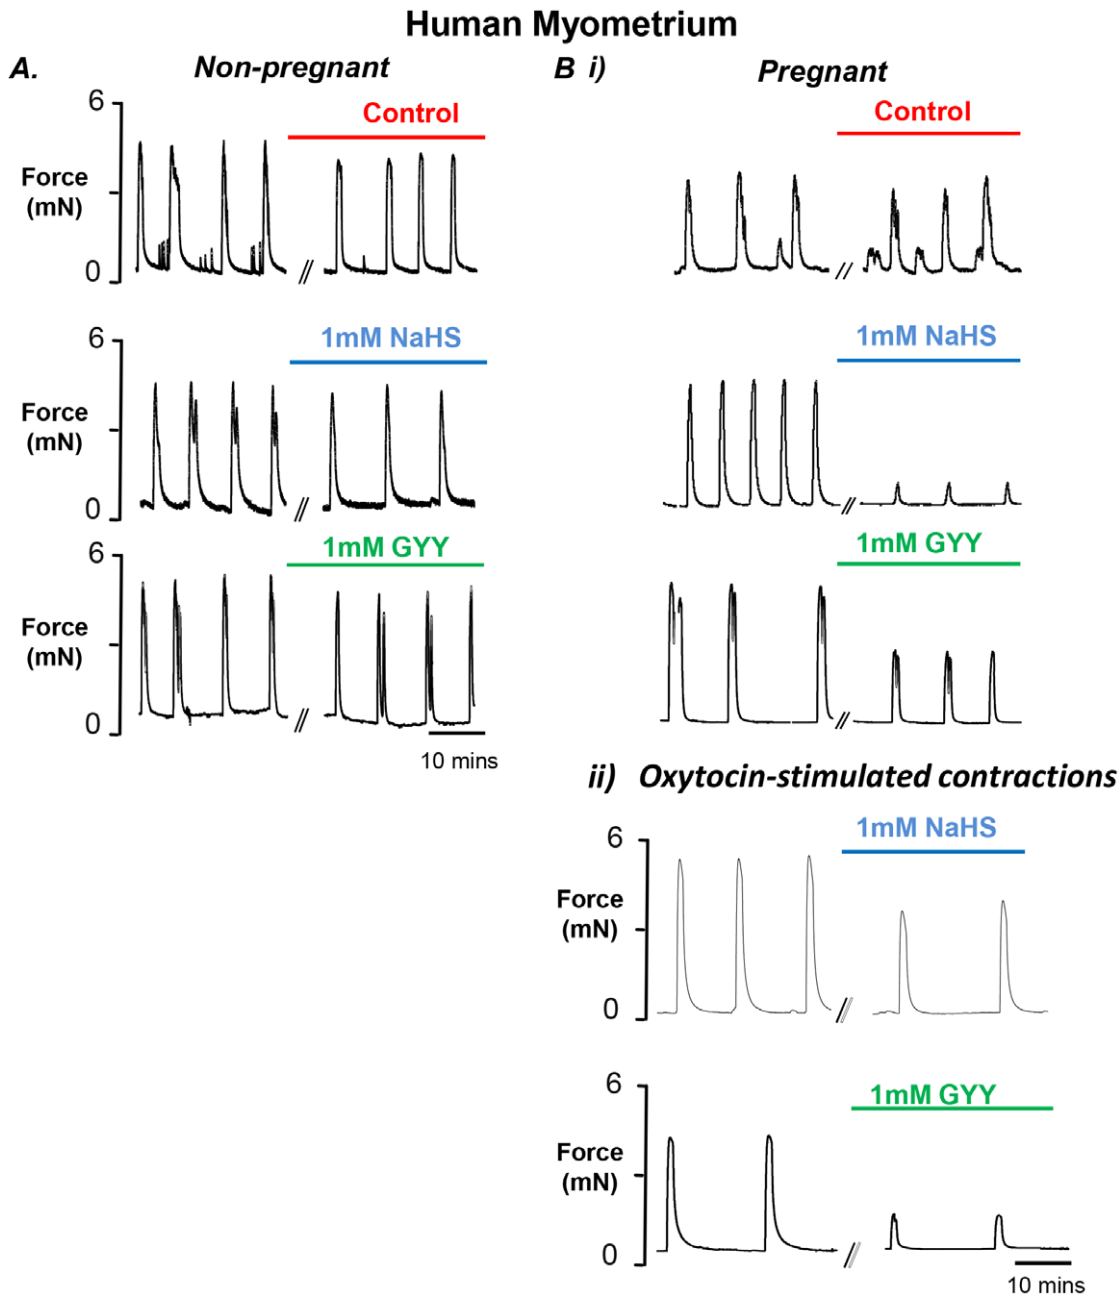 Human Myometrium
A. Non-pregnant
B i) Pregnant
6
Control
Force
(mN)
0
Control
6
1mM NaHS
Force
(mN)
0
1mM NaHS
6
1mM GYY
Force
(mN)
0
10 mins
1mM GYY
ii) Oxytocin-stimulated contractions
6
1mM NaHS
Force
(mN)
0
6
1mM GYY
Force
(mN)
0
10 mins